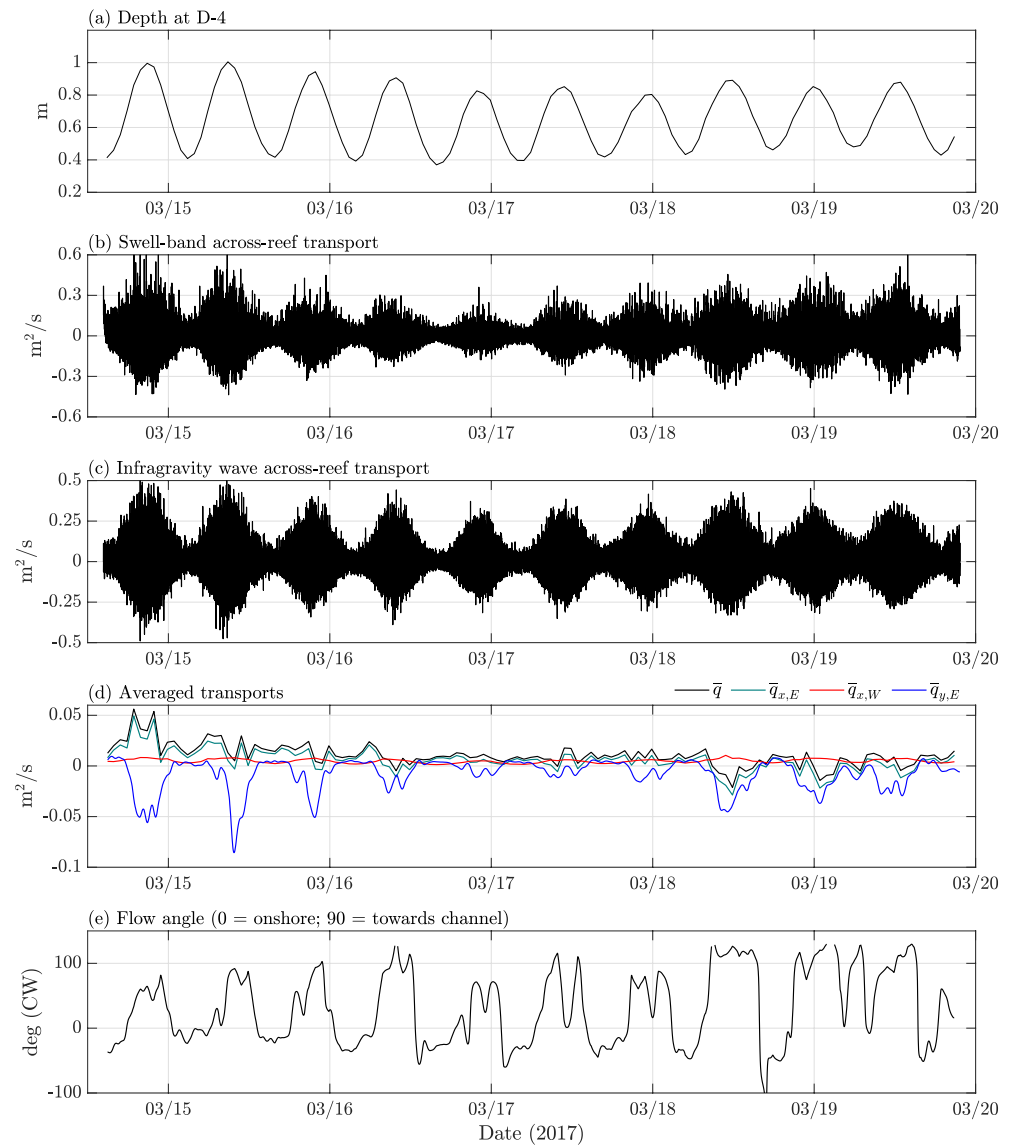 (a) Depth at D-4
1
0.8
0.6
0.4
0.2
m
03/15 03/16 03/17 03/18 03/19 03/20
(b) Swell-band across-reef transport
0.6
0.3
0
-0.3
-0.6
m²/s
03/15 03/16 03/17 03/18 03/19 03/20
(c) Infragravity wave across-reef transport
0.5
0.25
0
-0.25
-0.5
m²/s
03/15 03/16 03/17 03/18 03/19 03/20
(d) Averaged transports
q̅ q̅x,E q̅x,W q̅y,E
0.05
0
-0.05
-0.1
m²/s
03/15 03/16 03/17 03/18 03/19 03/20
(e) Flow angle (0 = onshore; 90 = towards channel)
100
0
-100
deg (CW)
03/15 03/16 03/17 03/18 03/19 03/20
Date (2017)